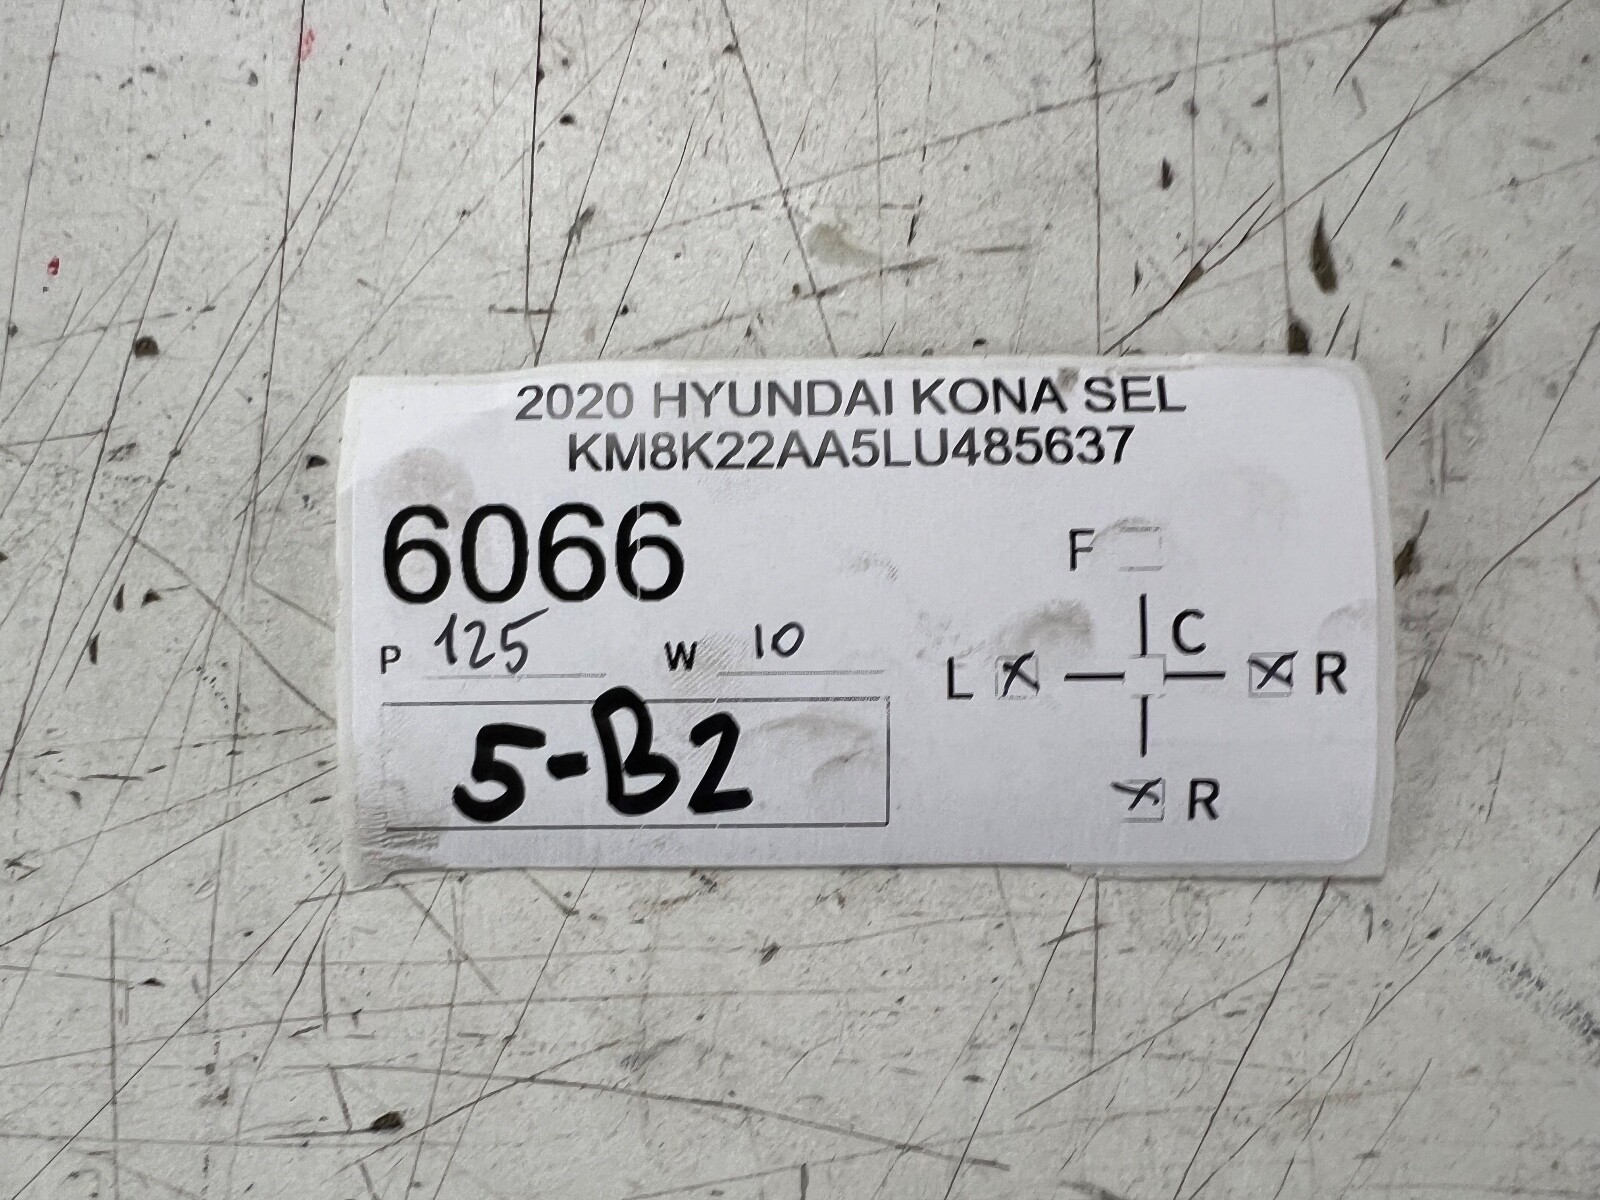 2020 HYUNDAI KONA SEL
KM8K22AA5LU485637
6066
F
P 125 W 10
C
L R
5-B2
R